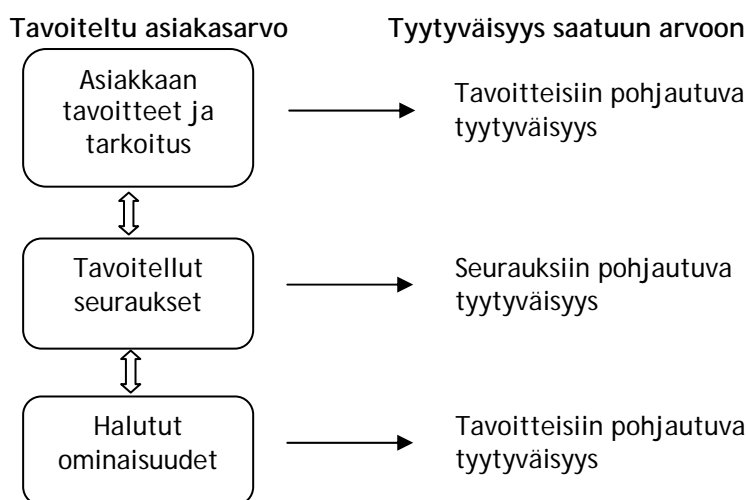 Tavoiteltu asiakasarvo
Tyytyväisyys saatuun arvoon
Asiakkaan
tavoitteet ja
tarkoitus
Tavoitteisiin pohjautuva
tyytyväisyys
Tavoitellut
seuraukset
Seurauksiin pohjautuva
tyytyväisyys
Halutut
ominaisuudet
Tavoitteisiin pohjautuva
tyytyväisyys